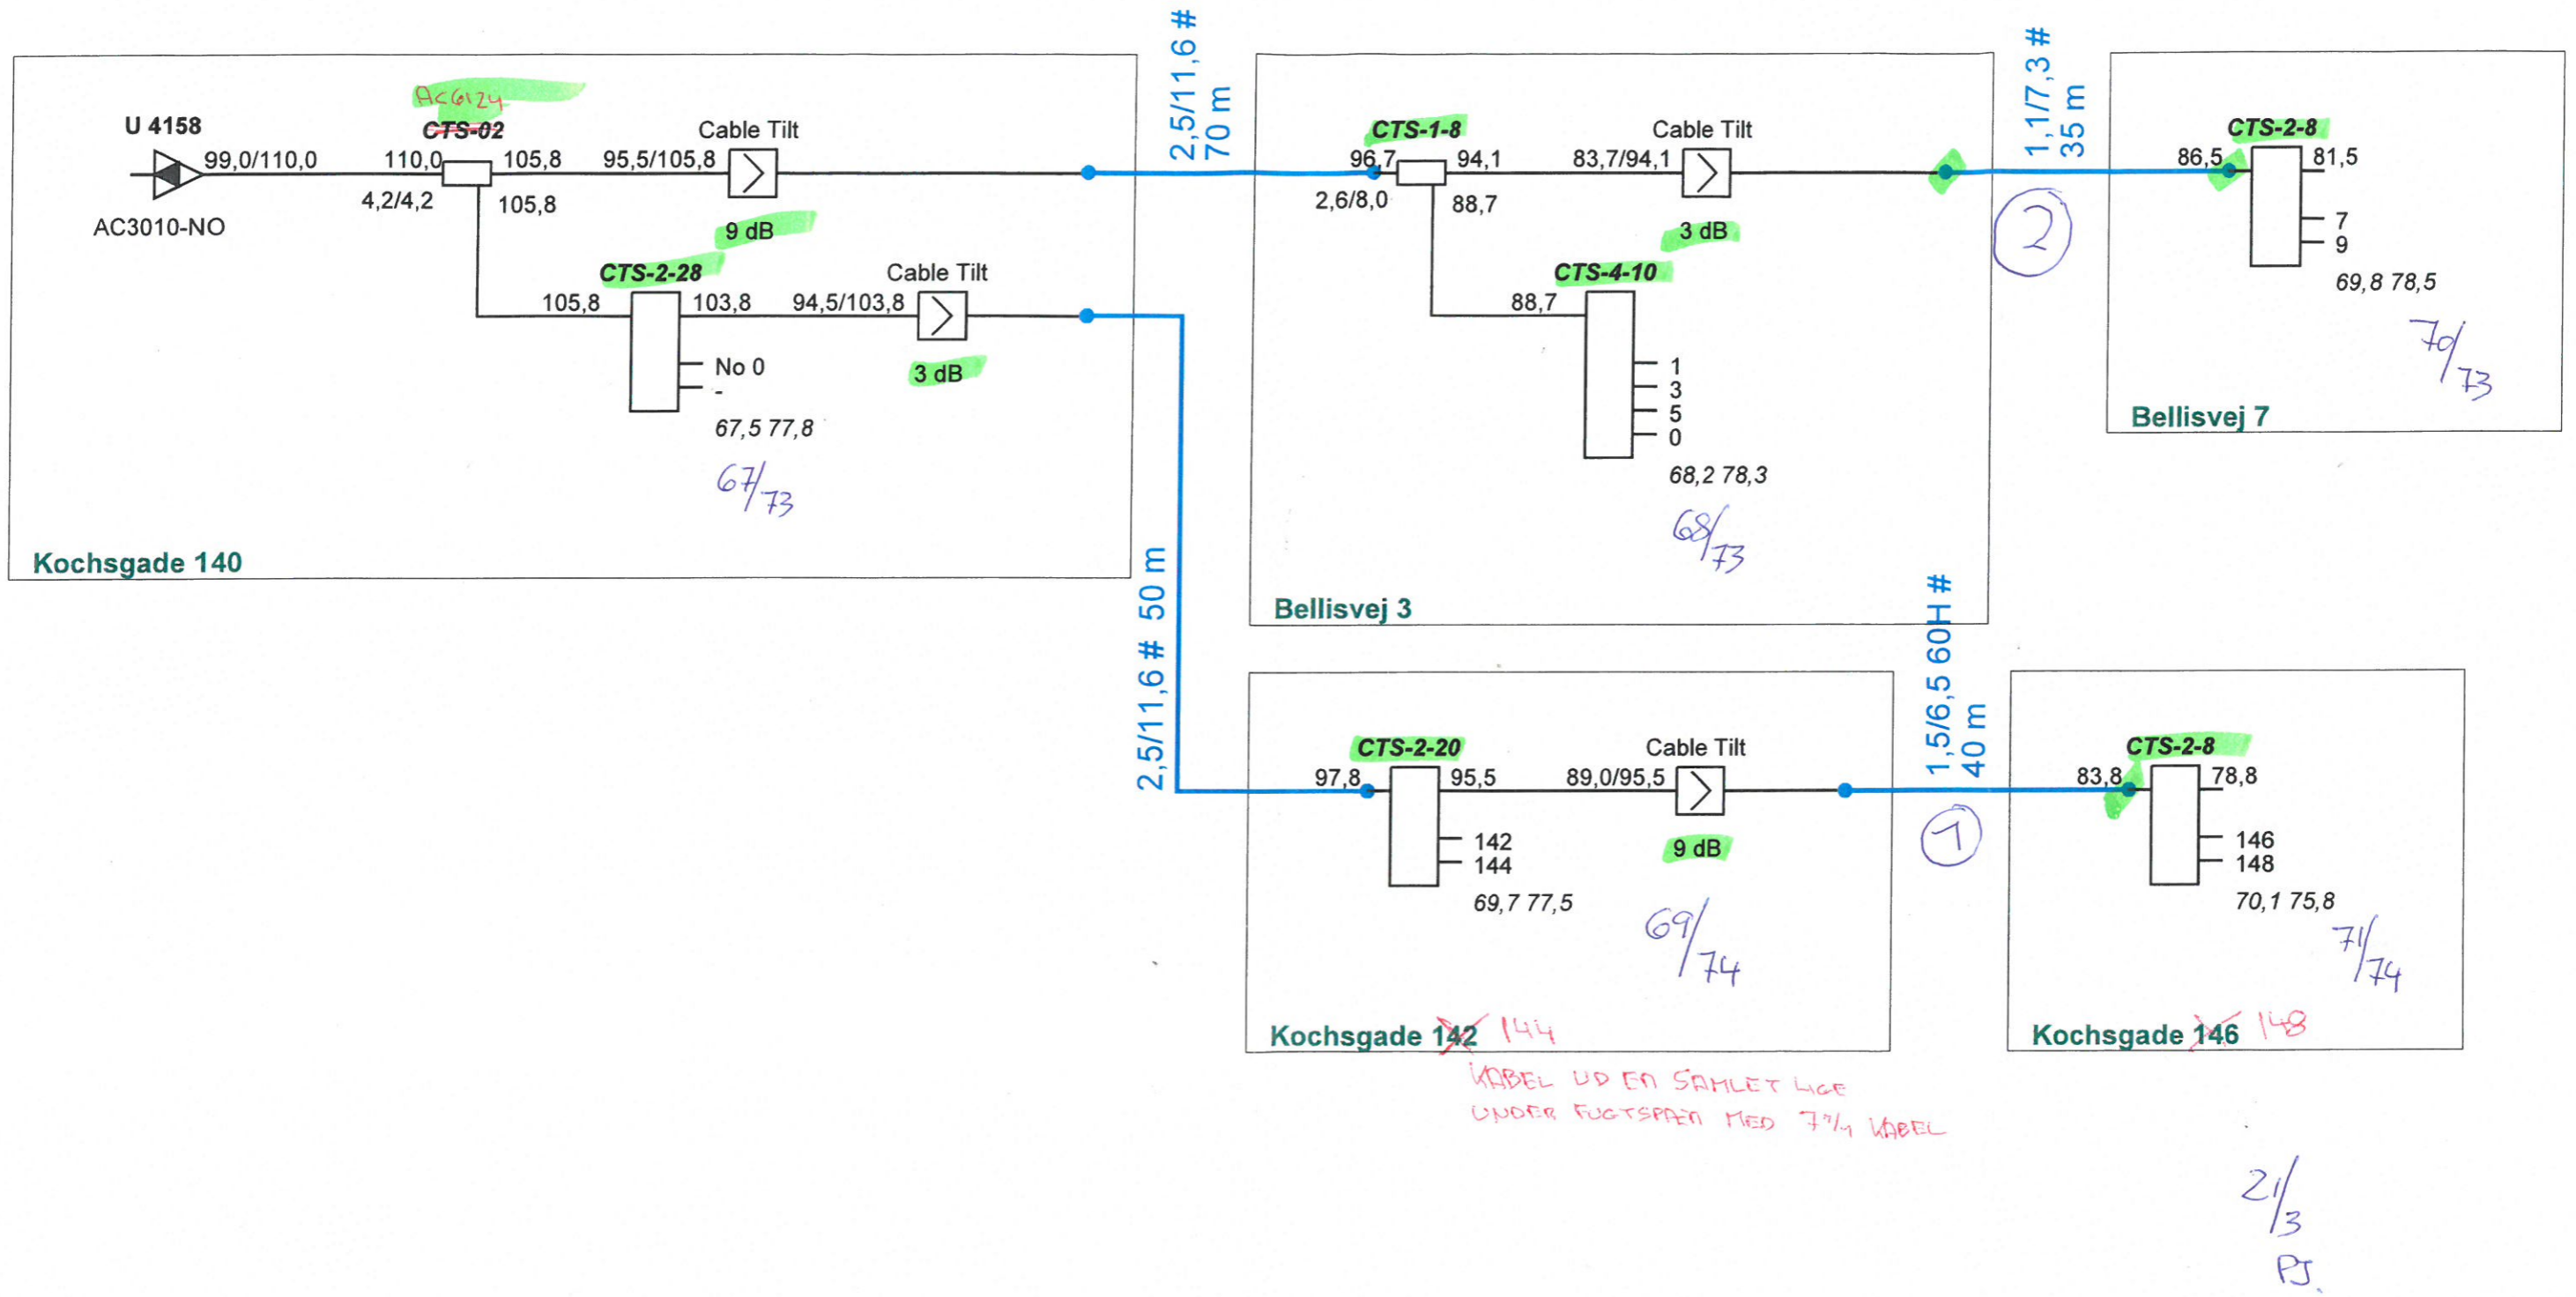 AC6124
U 4158
CTS-02
Cable Tilt
99,0/110,0
110,0
105,8
95,5/105,8
4,2/4,2
105,8
AC3010-NO
9 dB
CTS-2-28
Cable Tilt
105,8
103,8
94,5/103,8
No 0
-
3 dB
67,5 77,8
67/73
Kochsgade 140
2,5/11,6 #
70 m
CTS-1-8
Cable Tilt
96,7
94,1
83,7/94,1
2,6/8,0
88,7
3 dB
CTS-4-10
88,7
1
3
5
0
68,2 78,3
68/73
Bellisvej 3
1,1/7,3 #
35 m
2
CTS-2-8
86,5
81,5
7
9
69,8 78,5
70/73
Bellisvej 7
2,5/11,6 # 50 m
CTS-2-20
Cable Tilt
97,8
95,5
89,0/95,5
142
144
9 dB
69,7 77,5
69/74
Kochsgade 142 144
1,5/6,5 60H #
40 m
1
CTS-2-8
83,8
78,8
146
148
70,1 75,8
71/74
Kochsgade 146 148
KABEL UD ER SAMLET LIGE
UNDER FUGTSPÆR MED KABEL
21/3
PJ.